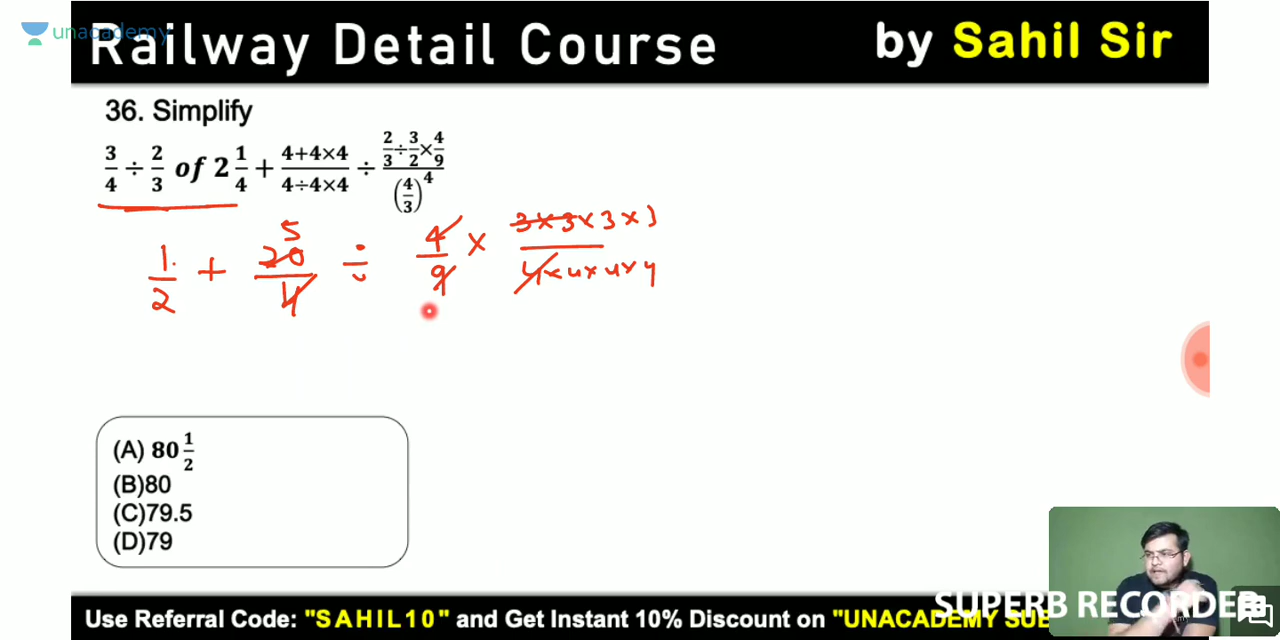 unacademy
Railway Detail Course by Sahil Sir
36. Simplify
3/4 ÷ 2/3 of 2 1/4 + (4+4×4)/(4÷4×4) ÷ (2/3 ÷ 3/2 × 4/9)/(4/3)^4
1/2 + 20/4 5 ÷ 4/9 × (3×3×3×3)/(4×4×4×4)
(A) 80 1/2
(B)80
(C)79.5
(D)79
SUPERB RECORDER
Use Referral Code: "SAHIL10" and Get Instant 10% Discount on "UNACADEMY SUB